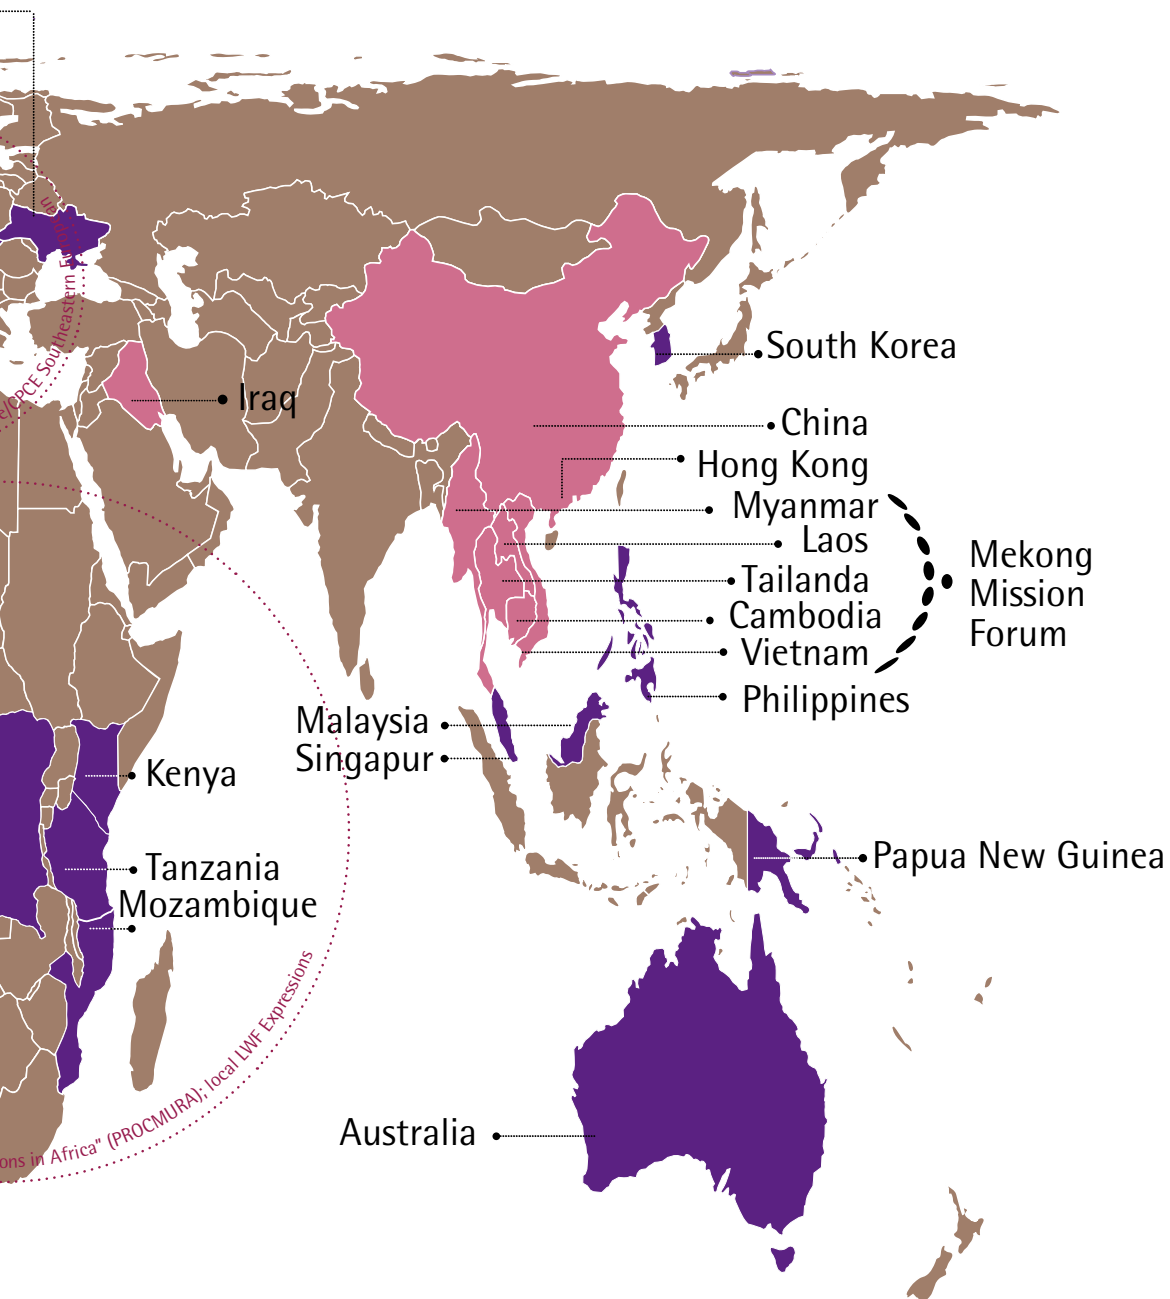 South Korea
Iraq
China
Hong Kong
Myanmar
Laos
Tailanda
Cambodia
Vietnam
Mekong
Mission
Forum
Philippines
Malaysia
Singapur
Kenya
Tanzania
Mozambique
Papua New Guinea
Australia
/CPCE Southeastern European
ons in Africa" (PROCMURA); local LWF Expressions